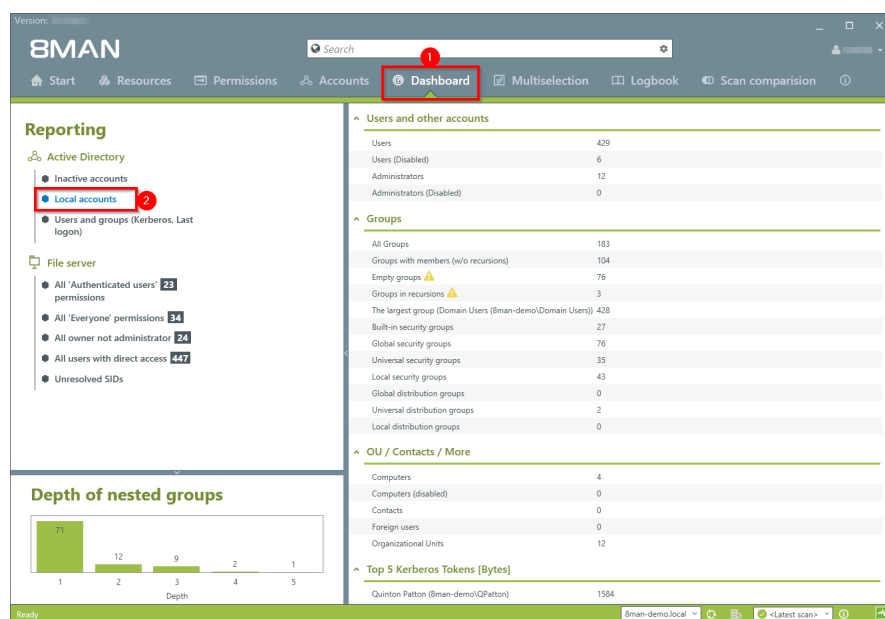 Version:
8MAN
Search
1
Start
Resources
Permissions
Accounts
Dashboard
Multiselection
Logbook
Scan comparision
Reporting
Active Directory
Inactive accounts
Local accounts
2
Users and groups (Kerberos, Last
logon)
File server
All 'Authenticated users' 23
permissions
All 'Everyone' permissions 34
All owner not administrator 24
All users with direct access 447
Unresolved SIDs
Depth of nested groups
71
12
9
2
1
1 2 3 4 5
Depth
Users and other accounts
Users 429
Users (Disabled) 6
Administrators 12
Administrators (Disabled) 0
Groups
All Groups 183
Groups with members (w/o recursions) 104
Empty groups 76
Groups in recursions 3
The largest group (Domain Users (8man-demo\Domain Users)) 428
Built-in security groups 27
Global security groups 76
Universal security groups 35
Local security groups 43
Global distribution groups 0
Universal distribution groups 2
Local distribution groups 0
OU / Contacts / More
Computers 4
Computers (disabled) 0
Contacts 0
Foreign users 0
Organizational Units 12
Top 5 Kerberos Tokens [Bytes]
Quinton Patton (8man-demo\QPatton) 1584
Ready
8man-demo.local
<Latest scan>